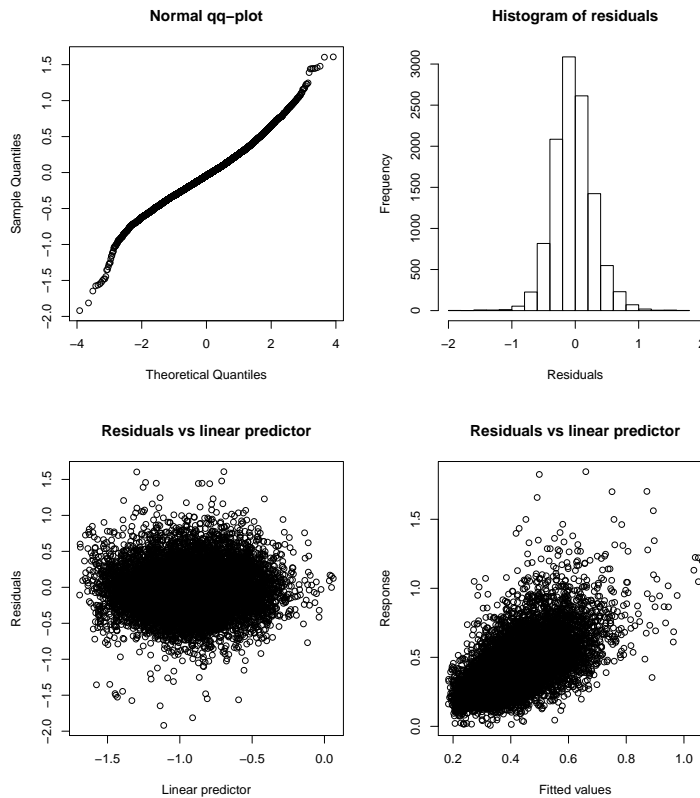 Normal qq−plot
Sample Quantiles
−2.0 −1.5 −1.0 −0.5 0.0 0.5 1.0 1.5
−4 −2 0 2 4
Theoretical Quantiles
Histogram of residuals
Frequency
0 500 1000 1500 2000 2500 3000
−2 −1 0 1 2
Residuals
Residuals vs linear predictor
Residuals
−2.0 −1.5 −1.0 −0.5 0.0 0.5 1.0 1.5
−1.5 −1.0 −0.5 0.0
Linear predictor
Residuals vs linear predictor
Response
0.0 0.5 1.0 1.5
0.2 0.4 0.6 0.8 1.0
Fitted values